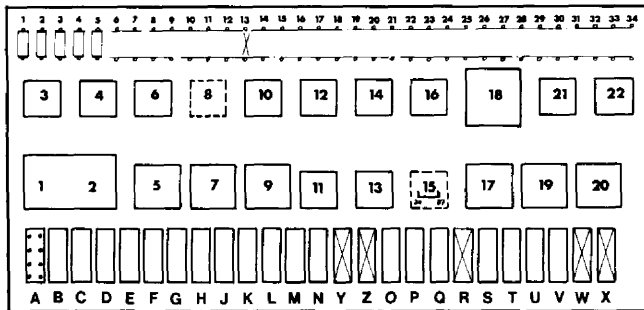 1 2 3 4 5 6 7 8 9 10 11 12 13 14 15 16 17 18 19 20 21 22 23 24 25 26 27 28 29 30 31 32 33 34
3 4 6 8 10 12 14 16 18 21 22
1 2 5 7 9 11 13 15 17 19 20
A B C D E F G H J K L M N Y Z O P Q R S T U V W X